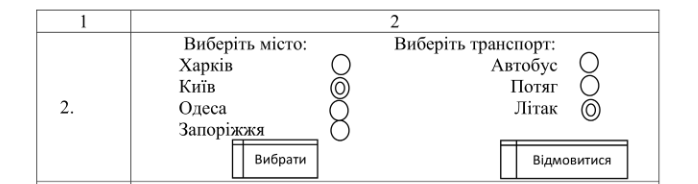 1 2
Виберіть місто: Виберіть транспорт:
Харків Автобус
Київ Потяг
2. Одеса Літак
Запоріжжя
Вибрати Відмовитися